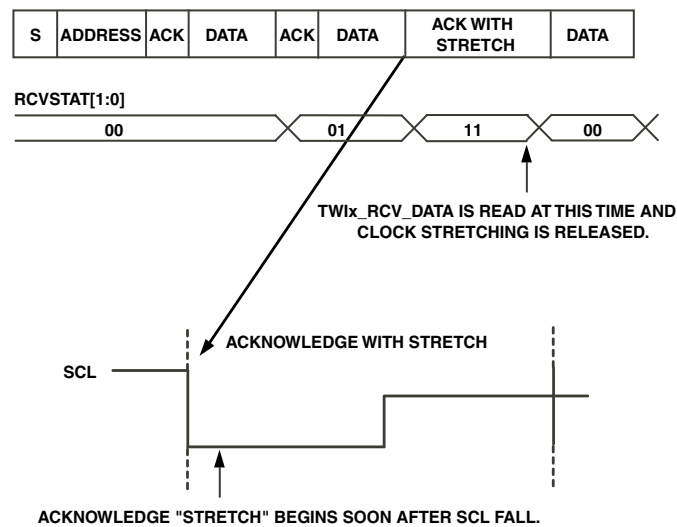 S ADDRESS ACK DATA ACK DATA ACK WITH STRETCH DATA
RCVSTAT[1:0]
00 01 11 00
TWIx_RCV_DATA IS READ AT THIS TIME AND
CLOCK STRETCHING IS RELEASED.
ACKNOWLEDGE WITH STRETCH
SCL
ACKNOWLEDGE "STRETCH" BEGINS SOON AFTER SCL FALL.